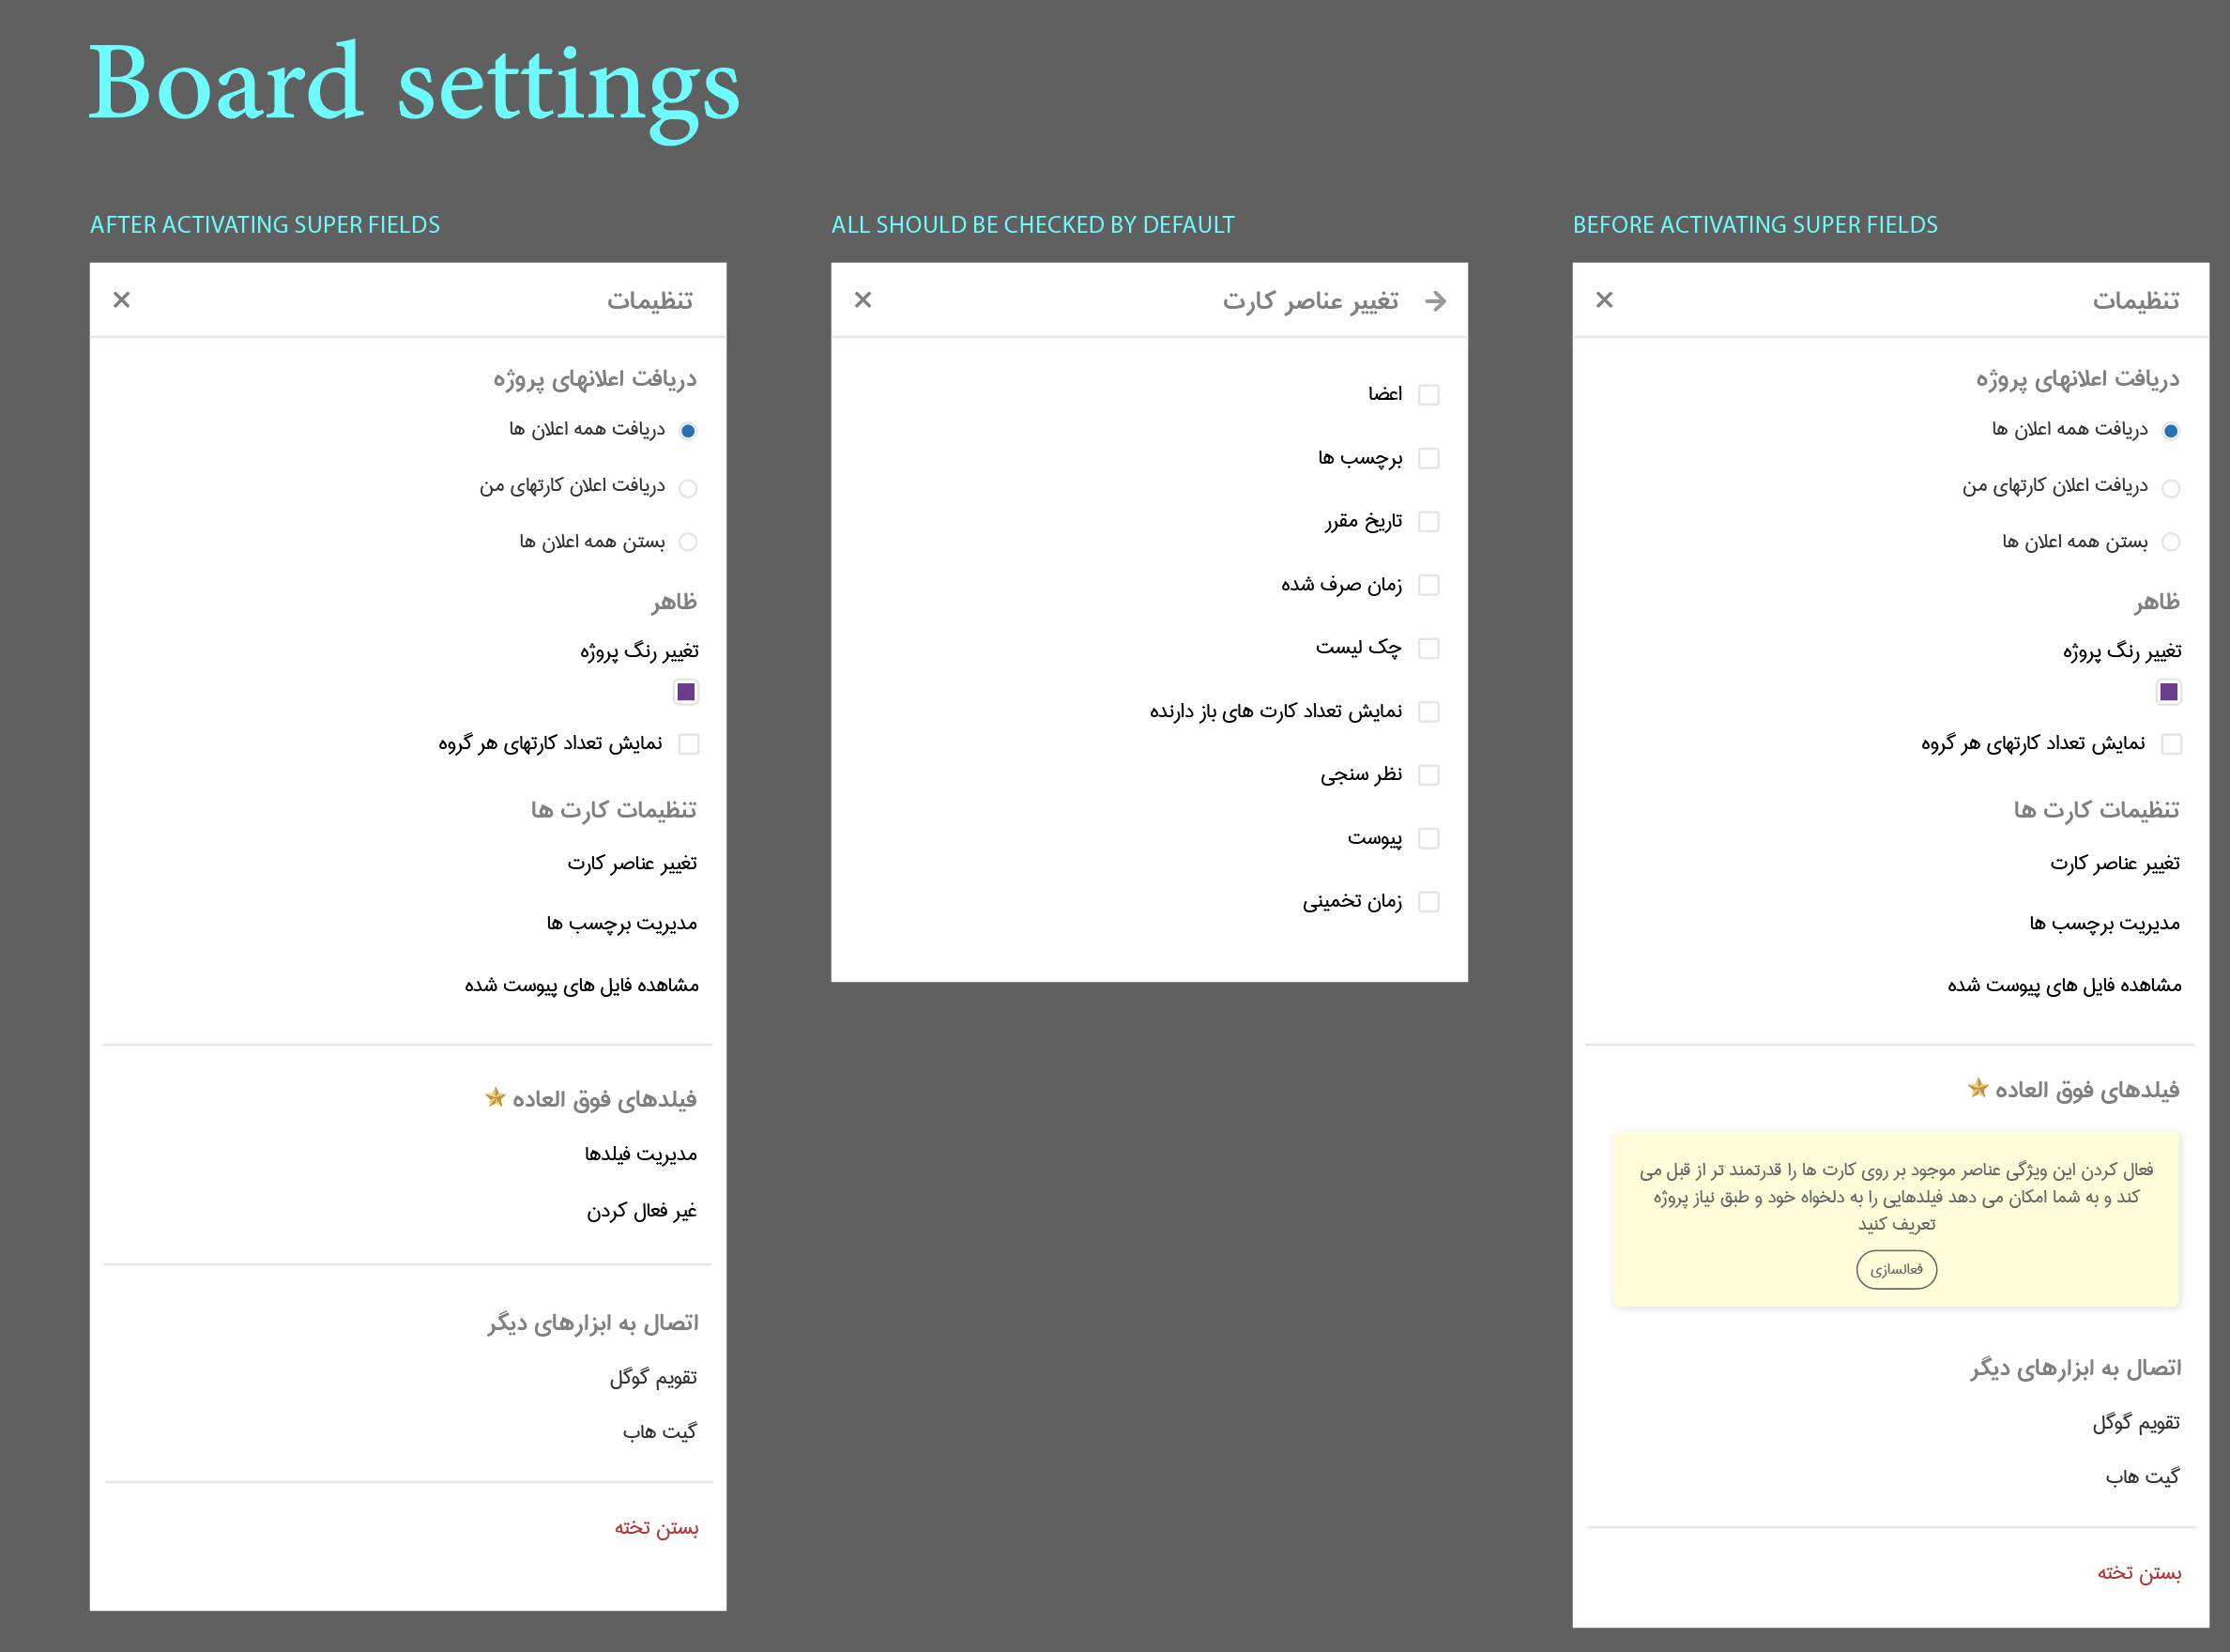 Board settings
AFTER ACTIVATING SUPER FIELDS
تنظیمات
دریافت اعلانهای پروژه
دریافت همه اعلان ها
دریافت اعلان کارتهای من
بستن همه اعلان ها
ظاهر
تغییر رنگ پروژه
نمایش تعداد کارتهای هر گروه
تنظیمات کارت ها
تغییر عناصر کارت
مدیریت برچسب ها
مشاهده فایل های پیوست شده
فیلدهای فوق العاده
مدیریت فیلدها
غیر فعال کردن
اتصال به ابزارهای دیگر
تقویم گوگل
گیت هاب
بستن تخته
ALL SHOULD BE CHECKED BY DEFAULT
تغییر عناصر کارت
اعضا
برچسب ها
تاریخ مقرر
زمان صرف شده
چک لیست
نمایش تعداد کارت های باز دارنده
نظر سنجی
پیوست
زمان تخمینی
BEFORE ACTIVATING SUPER FIELDS
تنظیمات
دریافت اعلانهای پروژه
دریافت همه اعلان ها
دریافت اعلان کارتهای من
بستن همه اعلان ها
ظاهر
تغییر رنگ پروژه
نمایش تعداد کارتهای هر گروه
تنظیمات کارت ها
تغییر عناصر کارت
مدیریت برچسب ها
مشاهده فایل های پیوست شده
فیلدهای فوق العاده
فعال کردن این ویژگی عناصر موجود بر روی کارت ها را قدرتمند تر از قبل می
کند و به شما امکان می دهد فیلدهایی را به دلخواه خود و طبق نیاز پروژه
تعریف کنید
فعالسازی
اتصال به ابزارهای دیگر
تقویم گوگل
گیت هاب
بستن تخته